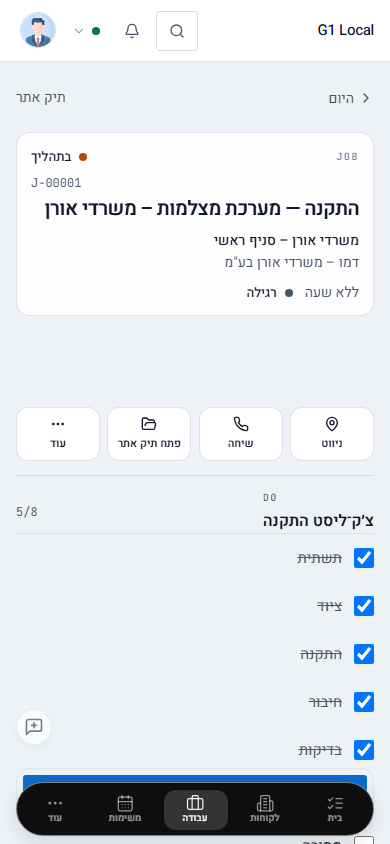 G1 Local
היום
תיק אתר
JOB
בתהליך
J-00001
התקנה — מערכת מצלמות – משרדי אורן
משרדי אורן – סניף ראשי
דמו – משרדי אורן בע"מ
ללא שעה
רגילה
ניווט
שיחה
פתח תיק אתר
עוד
DO
צ׳ק־ליסט התקנה
5/8
תשתית
ציוד
התקנה
חיבור
בדיקות
בית
לקוחות
עבודה
משימות
עוד